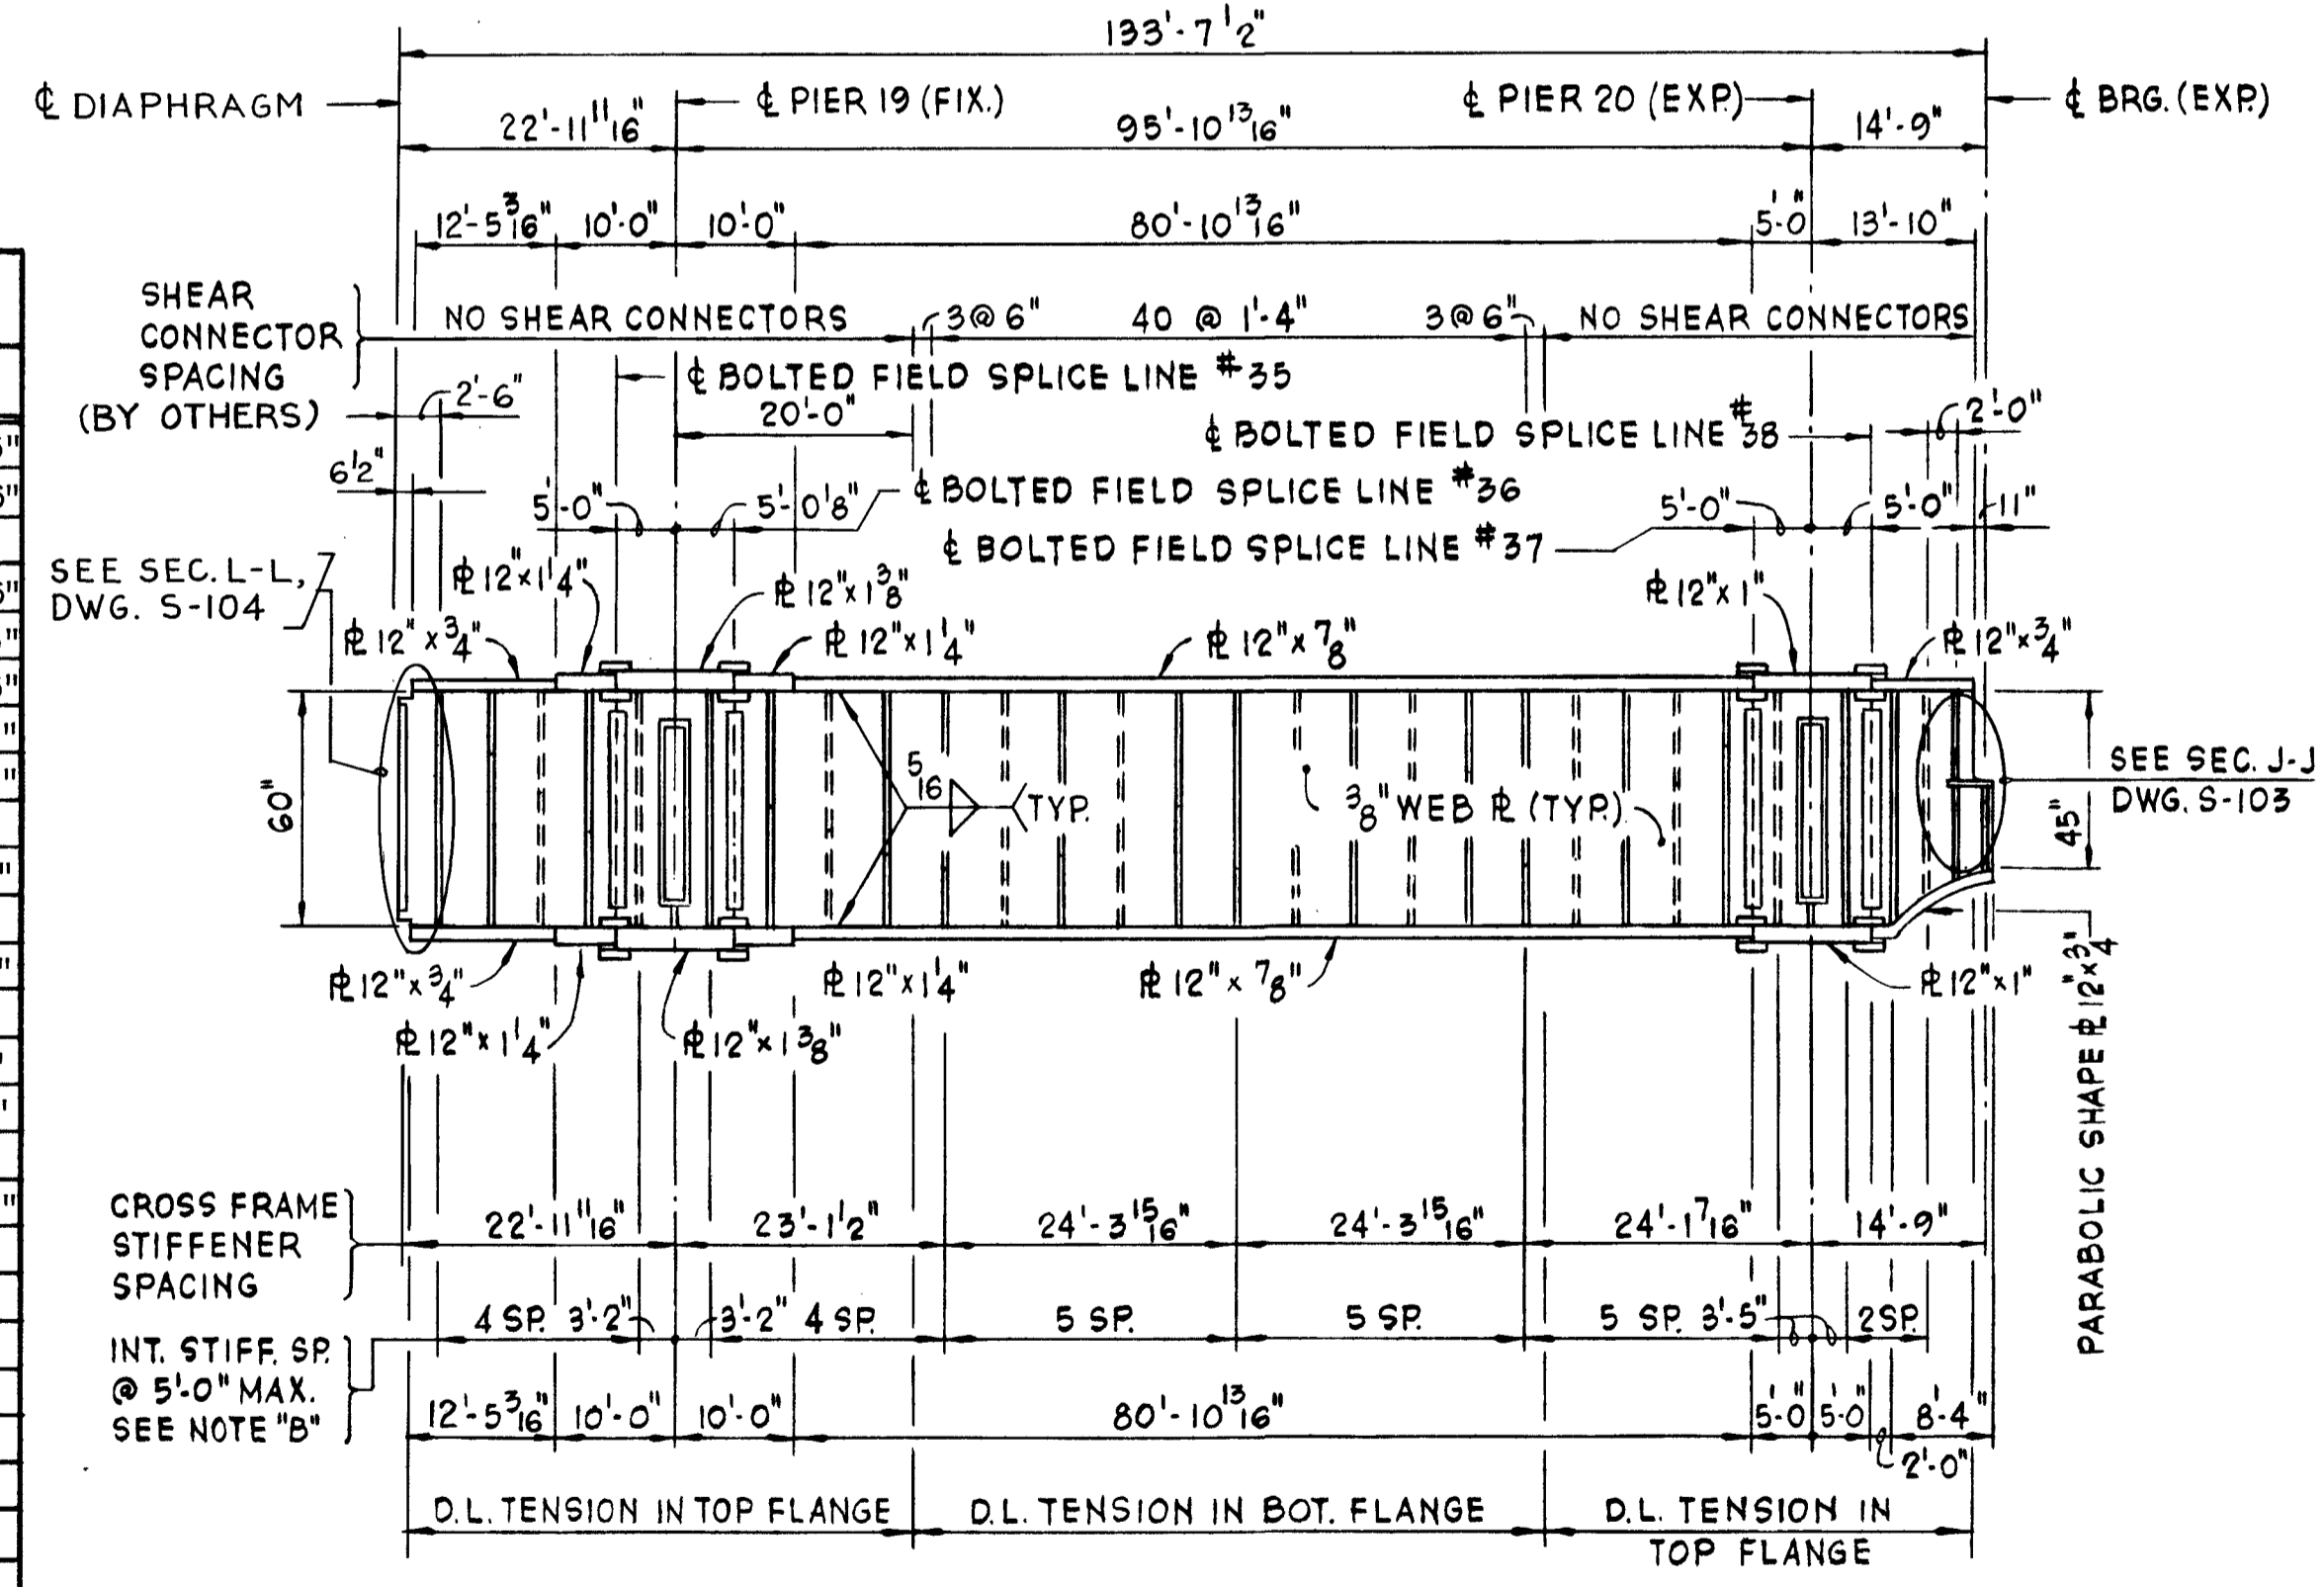 133'-7 1/2"
℄ DIAPHRAGM
℄ PIER 19 (FIX.)
℄ PIER 20 (EXP.)
℄ BRG. (EXP.)
22'-11 11/16"
95'-10 13/16"
14'-9"
12'-5 3/16"
10'-0"
10'-0"
80'-10 13/16"
5'-0"
13'-10"
SHEAR
CONNECTOR
SPACING
(BY OTHERS)
NO SHEAR CONNECTORS
3@6"
40 @ 1'-4"
3@6"
NO SHEAR CONNECTORS
℄ BOLTED FIELD SPLICE LINE #35
2'-6"
20'-0"
℄ BOLTED FIELD SPLICE LINE #38
2'-0"
6 1/2"
5'-0"
5'-0 1/8"
℄ BOLTED FIELD SPLICE LINE #36
5'-0"
5'-0"
11"
℄ BOLTED FIELD SPLICE LINE #37
SEE SEC. L-L,
DWG. S-104
℄ 12" x 1 1/4"
℄ 12" x 1 3/8"
℄ 12" x 1"
℄ 12" x 3/4"
℄ 12" x 1 1/4"
℄ 12" x 7/8"
℄ 12" x 3/4"
60"
5/16
TYP.
3/8" WEB ℄ (TYP.)
SEE SEC. J-J
DWG. S-103
45"
℄ 12" x 3/4"
℄ 12" x 1 1/4"
℄ 12" x 7/8"
℄ 12" x 1"
℄ 12" x 1 1/4"
℄ 12" x 1 3/8"
PARABOLIC SHAPE ℄ 12" x 3/4"
CROSS FRAME
STIFFENER
SPACING
22'-11 11/16"
23'-1 1/2"
24'-3 15/16"
24'-3 15/16"
24'-1 7/16"
14'-9"
INT. STIFF. SP.
@ 5'-0" MAX.
SEE NOTE "B"
4 SP.
3'-2"
3'-2"
4 SP.
5 SP.
5 SP.
5 SP.
3'-5"
2 SP.
12'-5 3/16"
10'-0"
10'-0"
80'-10 13/16"
5'-0"
5'-0"
8'-4"
2'-0"
D.L. TENSION IN TOP FLANGE
D.L. TENSION IN BOT. FLANGE
D.L. TENSION IN
TOP FLANGE